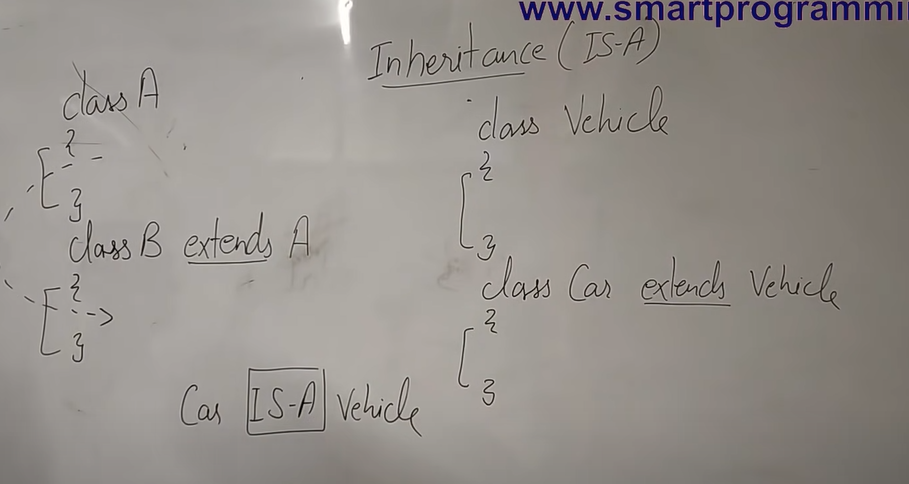 www.smartprogrammi
Inheritance (IS-A)
class A
{
}
class B extends A
{
}
class Vehicle
{
}
class Car extends Vehicle
{
}
Car IS-A Vehicle